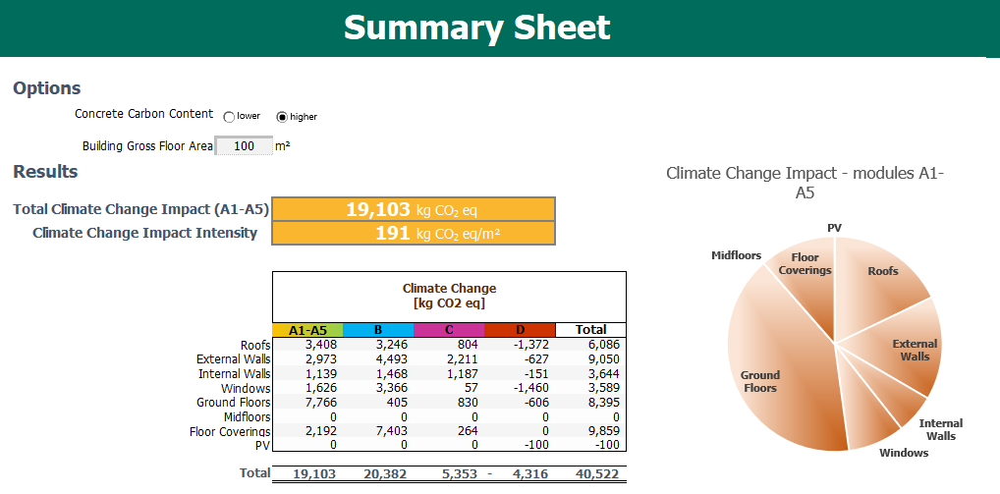 Summary Sheet
Options
Concrete Carbon Content lower higher
Building Gross Floor Area 100 m²
Results
Total Climate Change Impact (A1-A5) 19,103 kg CO₂ eq
Climate Change Impact Intensity 191 kg CO₂ eq/m²
Climate Change
[kg CO2 eq]
A1-A5 B C D Total
Roofs 3,408 3,246 804 -1,372 6,086
External Walls 2,973 4,493 2,211 -627 9,050
Internal Walls 1,139 1,468 1,187 -151 3,644
Windows 1,626 3,366 57 -1,460 3,589
Ground Floors 7,766 405 830 -606 8,395
Midfloors 0 0 0 0 0
Floor Coverings 2,192 7,403 264 0 9,859
PV 0 0 0 -100 -100
Total 19,103 20,382 5,353 - 4,316 40,522
Climate Change Impact - modules A1-
A5
PV
Midfloors
Floor
Coverings
Roofs
External
Walls
Ground
Floors
Internal
Walls
Windows